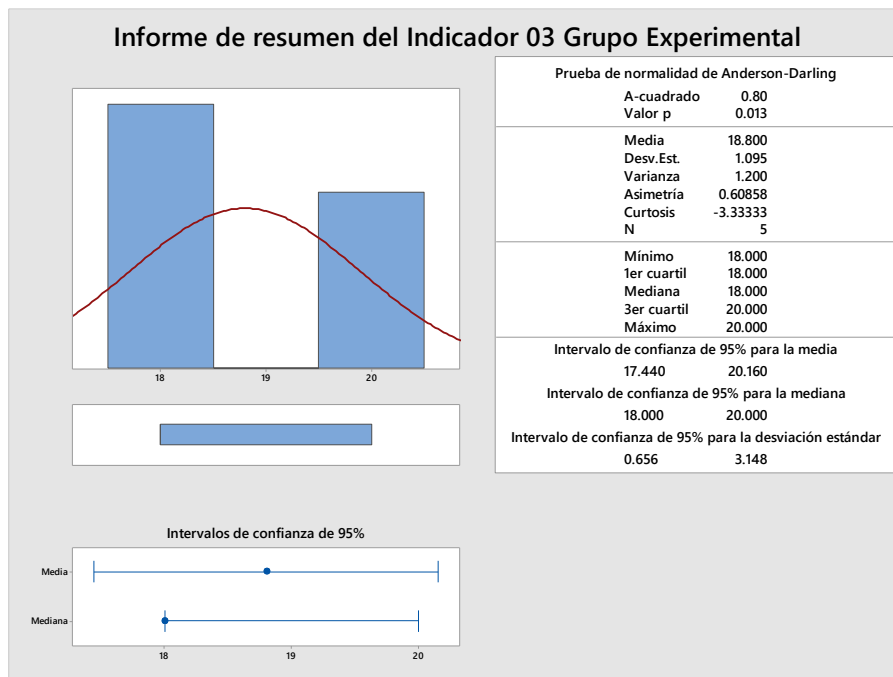 Informe de resumen del Indicador 03 Grupo Experimental
18 19 20
Prueba de normalidad de Anderson-Darling
A-cuadrado 0.80
Valor p 0.013
Media 18.800
Desv.Est. 1.095
Varianza 1.200
Asimetría 0.60858
Curtosis -3.33333
N 5
Mínimo 18.000
1er cuartil 18.000
Mediana 18.000
3er cuartil 20.000
Máximo 20.000
Intervalo de confianza de 95% para la media
17.440 20.160
Intervalo de confianza de 95% para la mediana
18.000 20.000
Intervalo de confianza de 95% para la desviación estándar
0.656 3.148
Intervalos de confianza de 95%
Media
Mediana
18 19 20